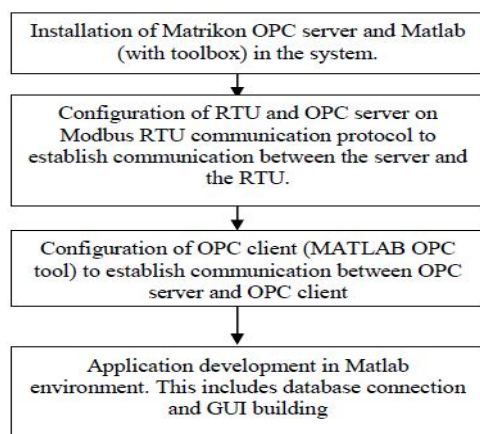 Installation of Matrikon OPC server and Matlab
(with toolbox) in the system.
Configuration of RTU and OPC server on
Modbus RTU communication protocol to
establish communication between the server and
the RTU.
Configuration of OPC client (MATLAB OPC
tool) to establish communication between OPC
server and OPC client
Application development in Matlab
environment. This includes database connection
and GUI building